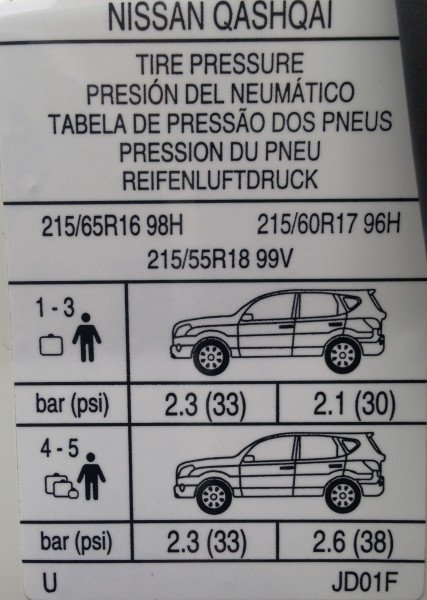 NISSAN QASHQAI
TIRE PRESSURE
PRESIÓN DEL NEUMÁTICO
TABELA DE PRESSÃO DOS PNEUS
PRESSION DU PNEU
REIFENLUFTDRUCK
215/65R16 98H 215/60R17 96H
215/55R18 99V
1 - 3
bar (psi) 2.3 (33) 2.1 (30)
4 - 5
bar (psi) 2.3 (33) 2.6 (38)
U JD01F